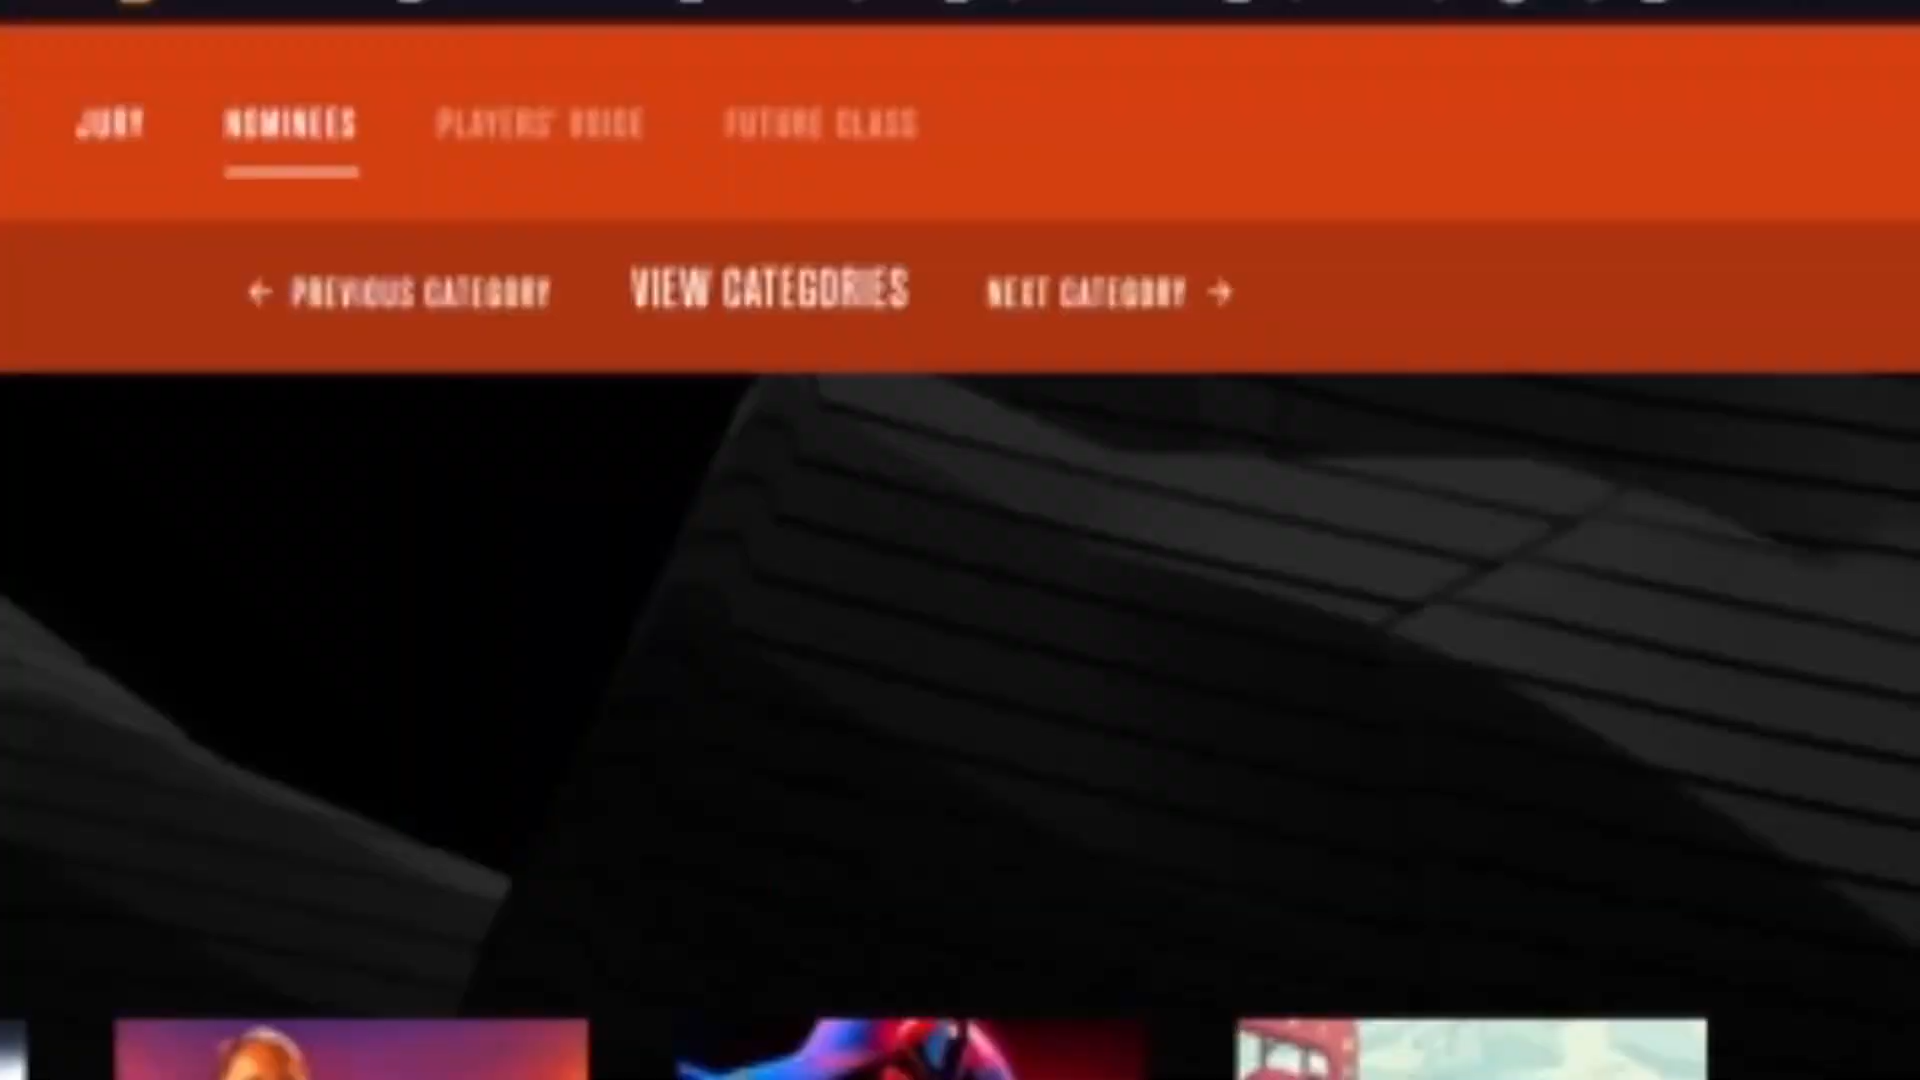 JURY NOMINEES PLAYERS' VOICE FUTURE CLASS
← PREVIOUS CATEGORY VIEW CATEGORIES NEXT CATEGORY →